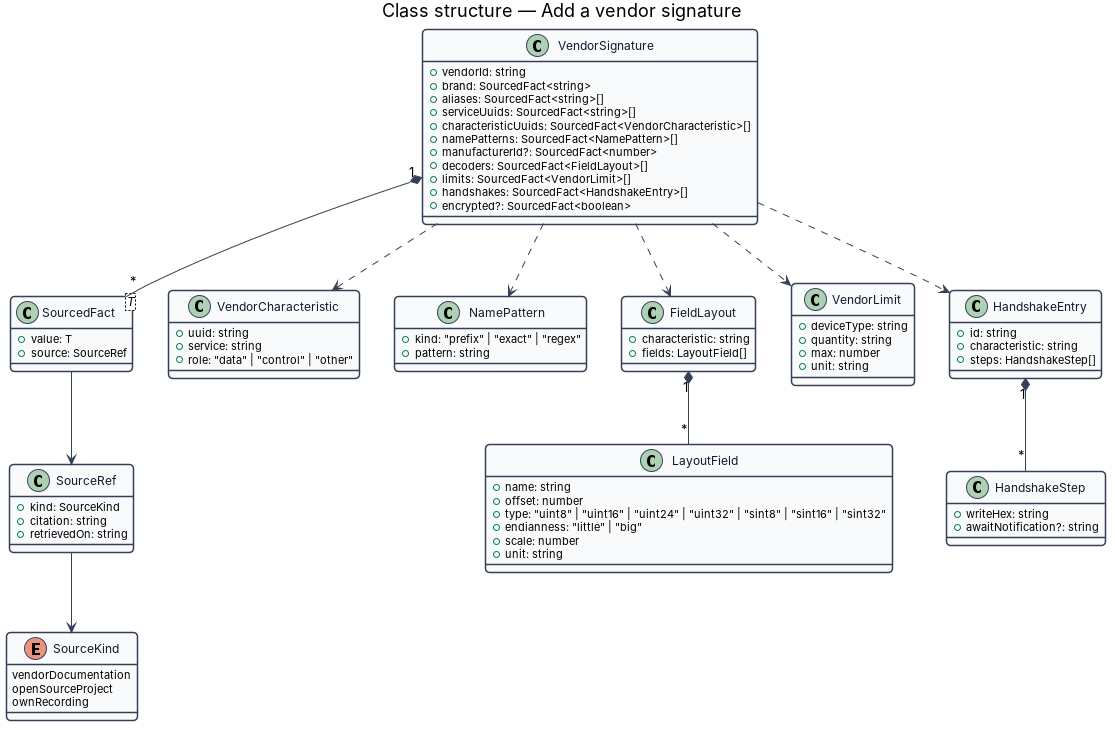 Class structure — Add a vendor signature
C VendorSignature
vendorId: string
brand: SourcedFact<string>
aliases: SourcedFact<string>[]
serviceUuids: SourcedFact<string>[]
characteristicUuids: SourcedFact<VendorCharacteristic>[]
namePatterns: SourcedFact<NamePattern>[]
manufacturerId?: SourcedFact<number>
decoders: SourcedFact<FieldLayout>[]
limits: SourcedFact<VendorLimit>[]
handshakes: SourcedFact<HandshakeEntry>[]
encrypted?: SourcedFact<boolean>
1
*
C SourcedFact
T
value: T
source: SourceRef
C VendorCharacteristic
uuid: string
service: string
role: "data" | "control" | "other"
C NamePattern
kind: "prefix" | "exact" | "regex"
pattern: string
C FieldLayout
characteristic: string
fields: LayoutField[]
C VendorLimit
deviceType: string
quantity: string
max: number
unit: string
C HandshakeEntry
id: string
characteristic: string
steps: HandshakeStep[]
1
*
1
*
C SourceRef
kind: SourceKind
citation: string
retrievedOn: string
C LayoutField
name: string
offset: number
type: "uint8" | "uint16" | "uint24" | "uint32" | "sint8" | "sint16" | "sint32"
endianness: "little" | "big"
scale: number
unit: string
C HandshakeStep
writeHex: string
awaitNotification?: string
E SourceKind
vendorDocumentation
openSourceProject
ownRecording